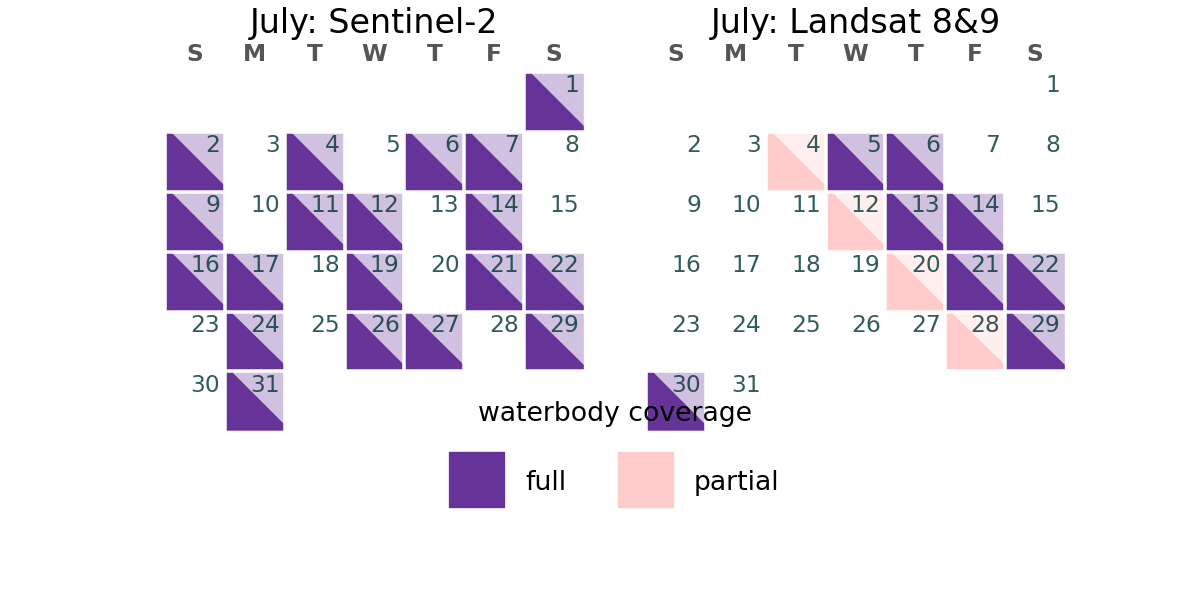 July: Sentinel-2
S M T W T F S
1
2 3 4 5 6 7 8
9 10 11 12 13 14 15
16 17 18 19 20 21 22
23 24 25 26 27 28 29
30 31
July: Landsat 8&9
S M T W T F S
1
2 3 4 5 6 7 8
9 10 11 12 13 14 15
16 17 18 19 20 21 22
23 24 25 26 27 28 29
30 31
waterbody coverage
full partial